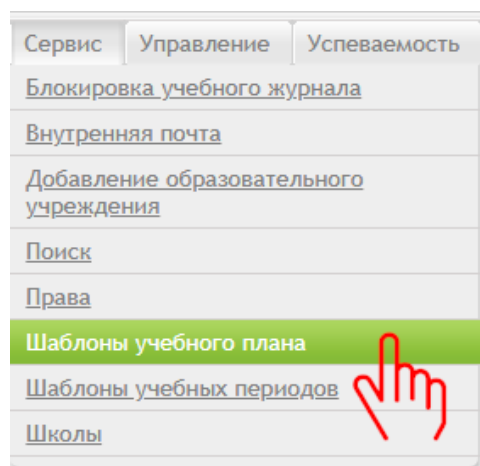 Сервис Управление Успеваемость
Блокировка учебного журнала
Внутренняя почта
Добавление образовательного
учреждения
Поиск
Права
Шаблоны учебного плана
Шаблоны учебных периодов
Школы